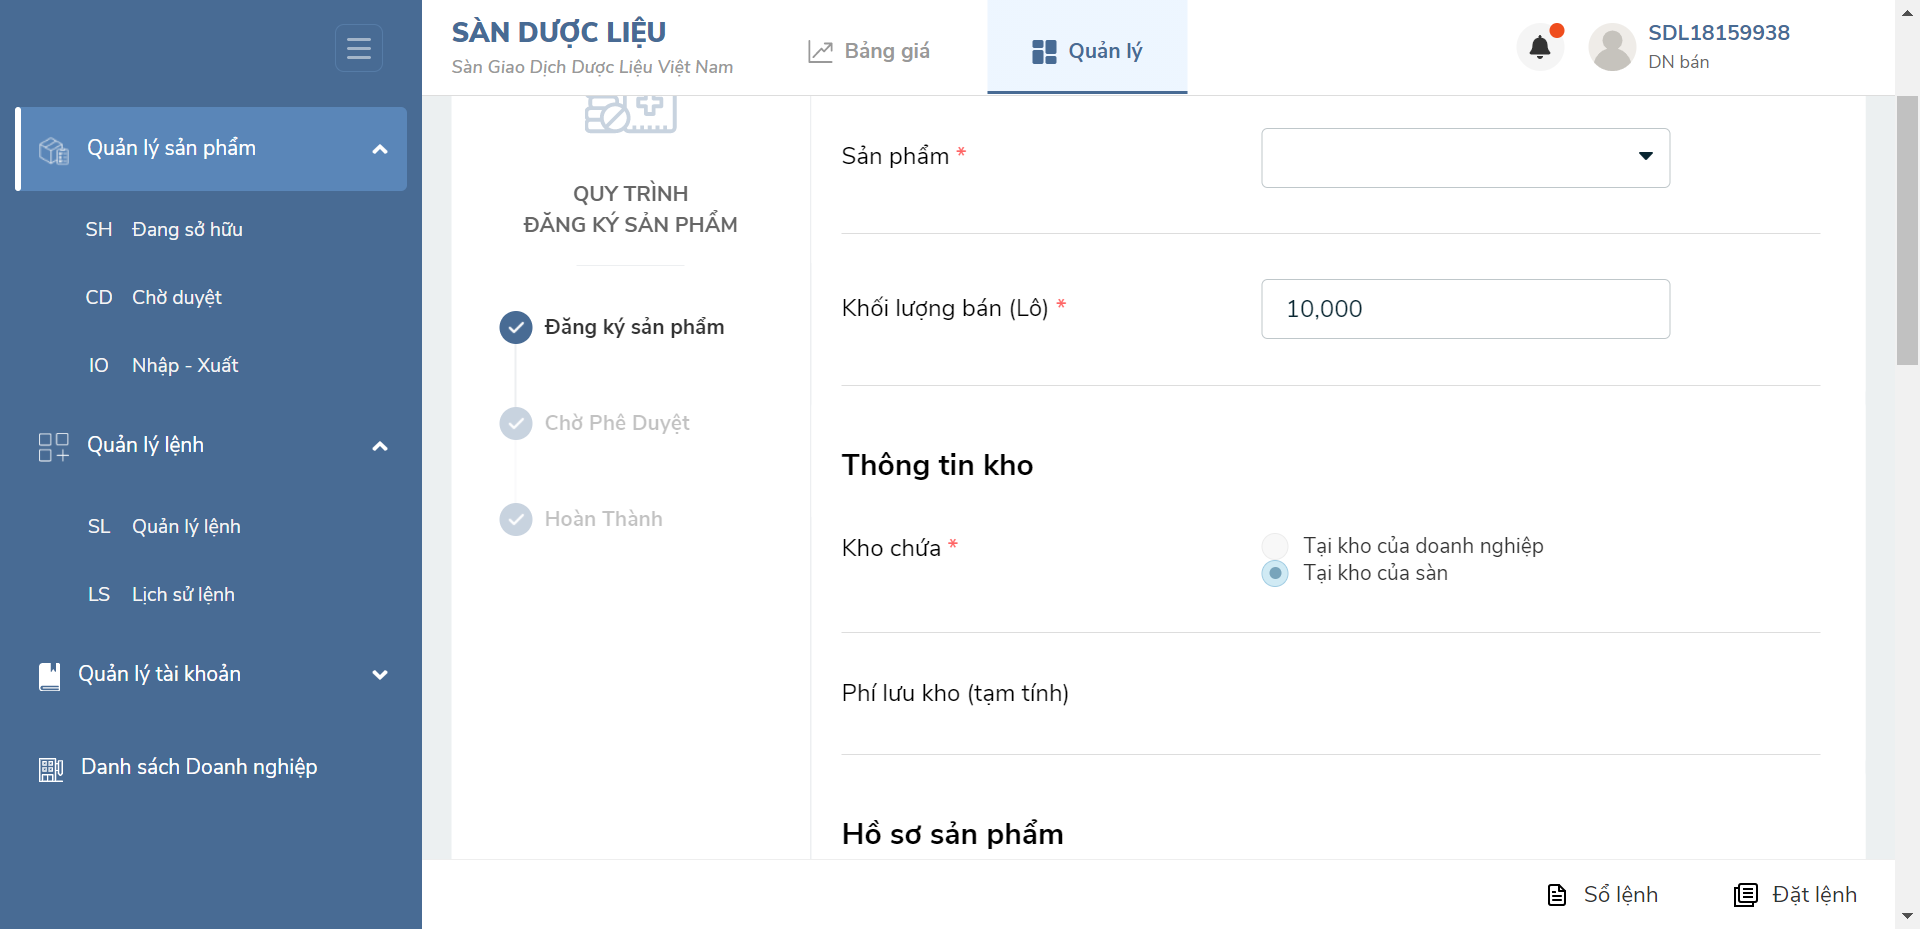 SÀN DƯỢC LIỆU
Sàn Giao Dịch Dược Liệu Việt Nam
Bảng giá
Quản lý
SDL18159938
DN bán
Quản lý sản phẩm
SH Đang sở hữu
CD Chờ duyệt
IO Nhập - Xuất
Quản lý lệnh
SL Quản lý lệnh
LS Lịch sử lệnh
Quản lý tài khoản
Danh sách Doanh nghiệp
QUY TRÌNH
ĐĂNG KÝ SẢN PHẨM
Đăng ký sản phẩm
Chờ Phê Duyệt
Hoàn Thành
Sản phẩm *
Khối lượng bán (Lô) *
10,000
Thông tin kho
Kho chứa *
Tại kho của doanh nghiệp
Tại kho của sàn
Phí lưu kho (tạm tính)
Hồ sơ sản phẩm
Sổ lệnh
Đặt lệnh